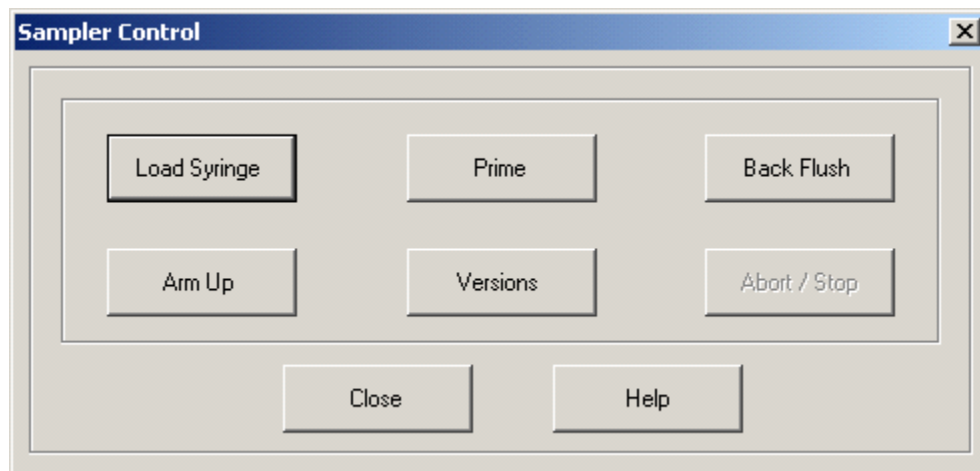 Sampler Control
Load Syringe
Prime
Back Flush
Arm Up
Versions
Abort / Stop
Close
Help